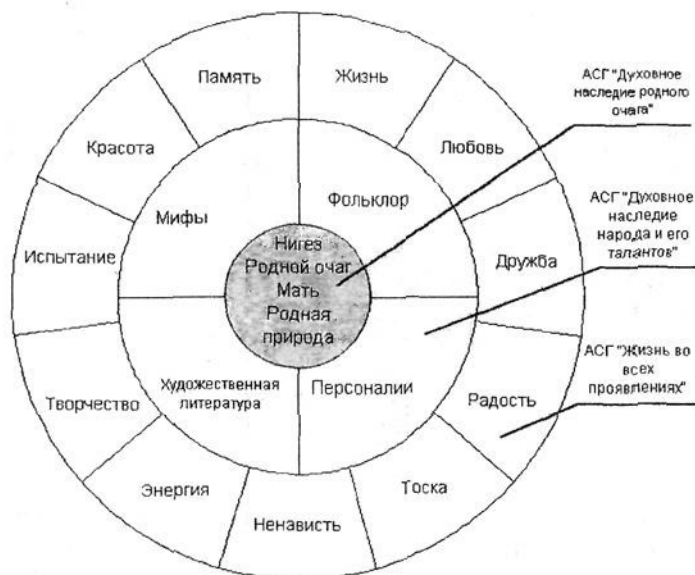 Память
Жизнь
Красота
Любовь
Мифы
Фольклор
Испытание
Дружба
Нигез
Родной очаг
Мать
Родная
природа
Художественная
литература
Персоналии
Творчество
Радость
Энергия
Тоска
Ненависть
АСГ "Духовное
наследие родного
очага"
АСГ "Духовное
наследие
народа и его
талантов"
АСГ "Жизнь во
всех
проявлениях"